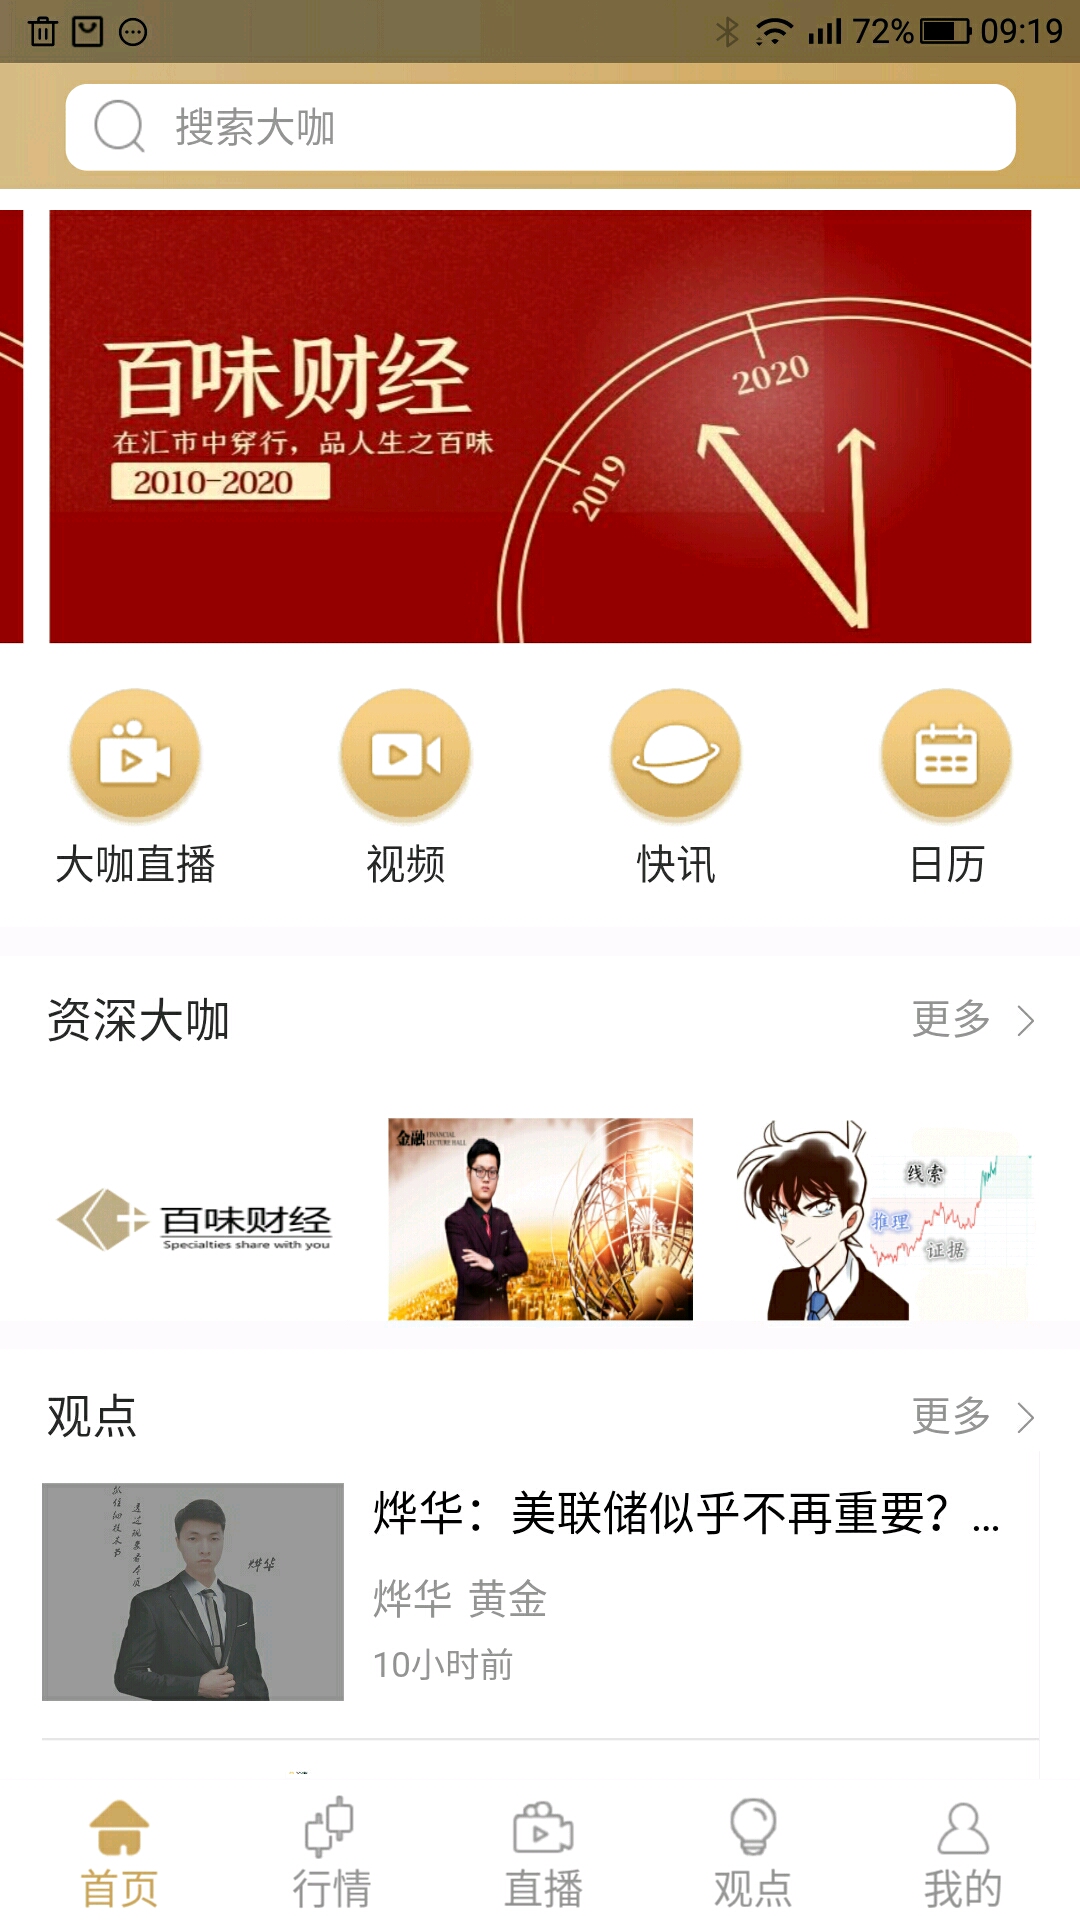 72% 09:19
搜索大咖
百味财经
在汇市中穿行，品人生之百味
2010-2020
2019
2020
大咖直播
视频
快讯
日历
资深大咖
更多
百味财经
Specialties share with you
金融 FINANCIAL LECTURE HALL
线索
推理
证据
观点
更多
烨华
烨华：美联储似乎不再重要？...
烨华 黄金
10小时前
首页
行情
直播
观点
我的